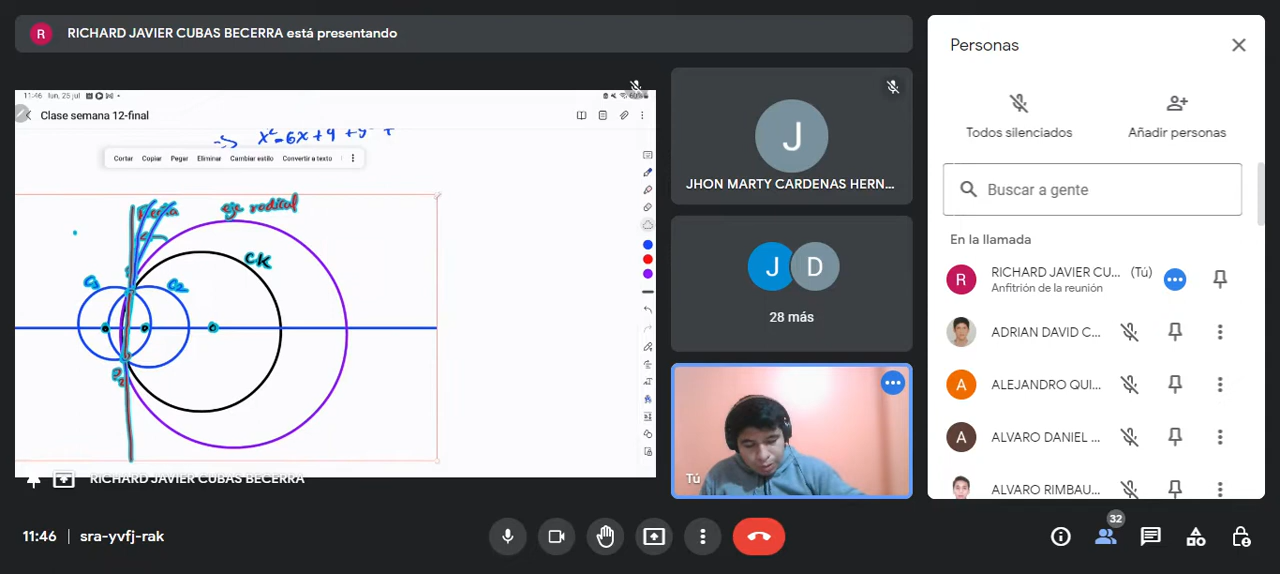 R RICHARD JAVIER CUBAS BECERRA está presentando
11:46 lun, 25 jul
Clase semana 12-final
x²-6x+4+y²
Cortar Copiar Pegar Eliminar Cambiar estilo Convertir a texto
eje radical
CK
C₂
P₂
RICHARD JAVIER CUBAS BECERRA
J
JHON MARTY CARDENAS HERN...
J D
28 más
Tú
Personas
Todos silenciados
Añadir personas
Buscar a gente
En la llamada
R RICHARD JAVIER CU... (Tú)
Anfitrión de la reunión
ADRIAN DAVID C...
A ALEJANDRO QUI...
A ALVARO DANIEL ...
ALVARO RIMBAU...
11:46 | sra-yvfj-rak
32